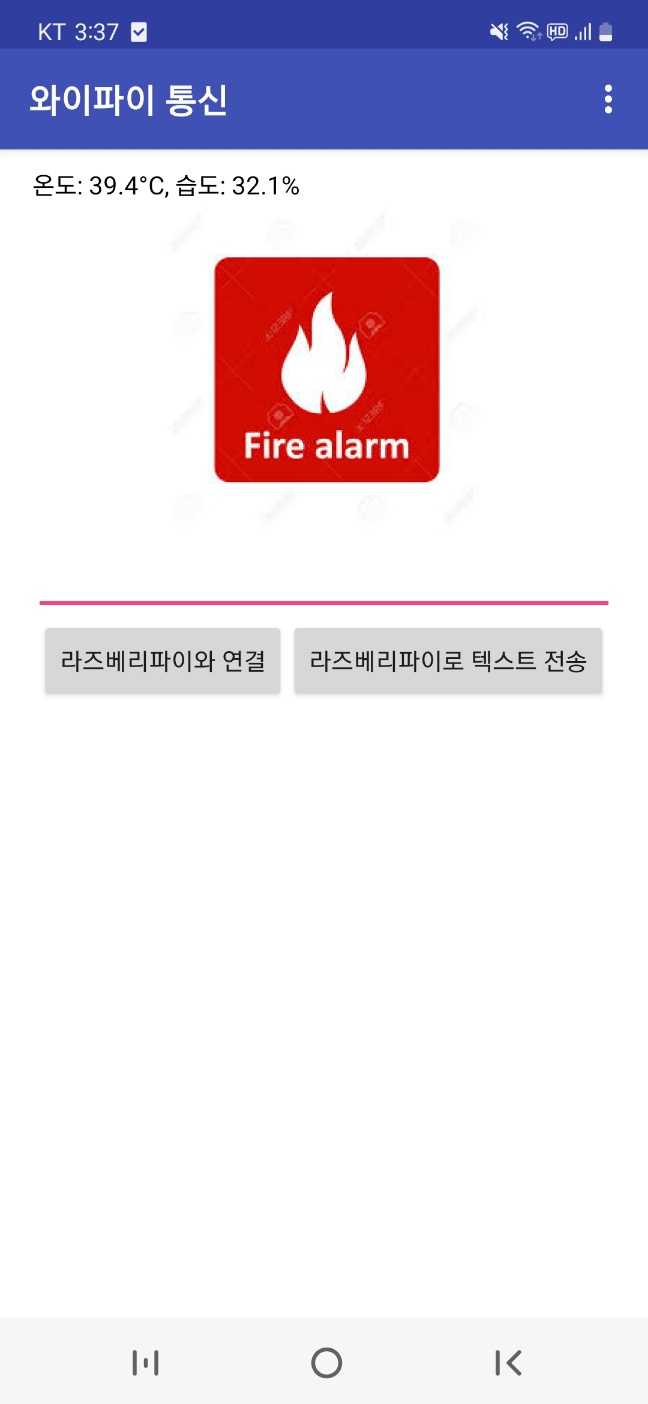 KT 3:37
HD
와이파이 통신
온도: 39.4°C, 습도: 32.1%
Fire alarm
라즈베리파이와 연결
라즈베리파이로 텍스트 전송